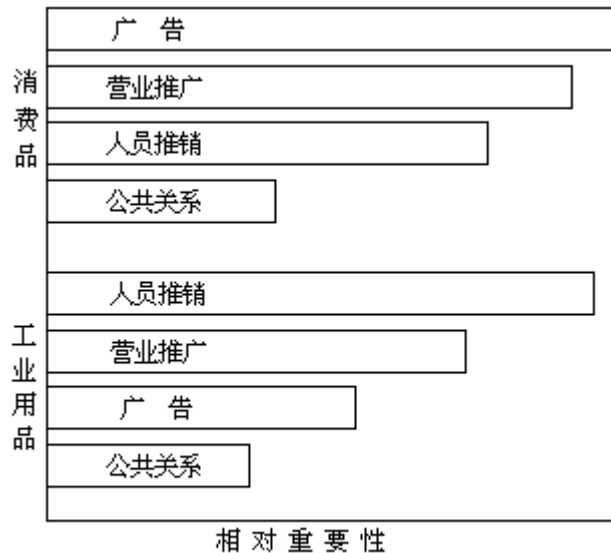 消费品
广 告
营业推广
人员推销
公共关系
工业用品
人员推销
营业推广
广 告
公共关系
相对重要性